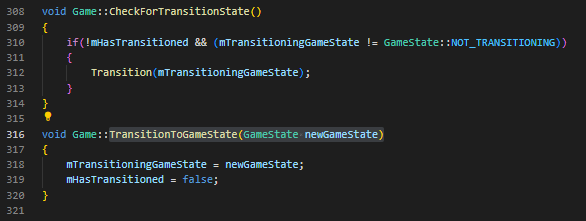 308 void Game::CheckForTransitionState()
309 {
310     if(!mHasTransitioned && (mTransitioningGameState != GameState::NOT_TRANSITIONING))
311     {
312         Transition(mTransitioningGameState);
313     }
314 }
315
316 void Game::TransitionToGameState(GameState newGameState)
317 {
318     mTransitioningGameState = newGameState;
319     mHasTransitioned = false;
320 }
321